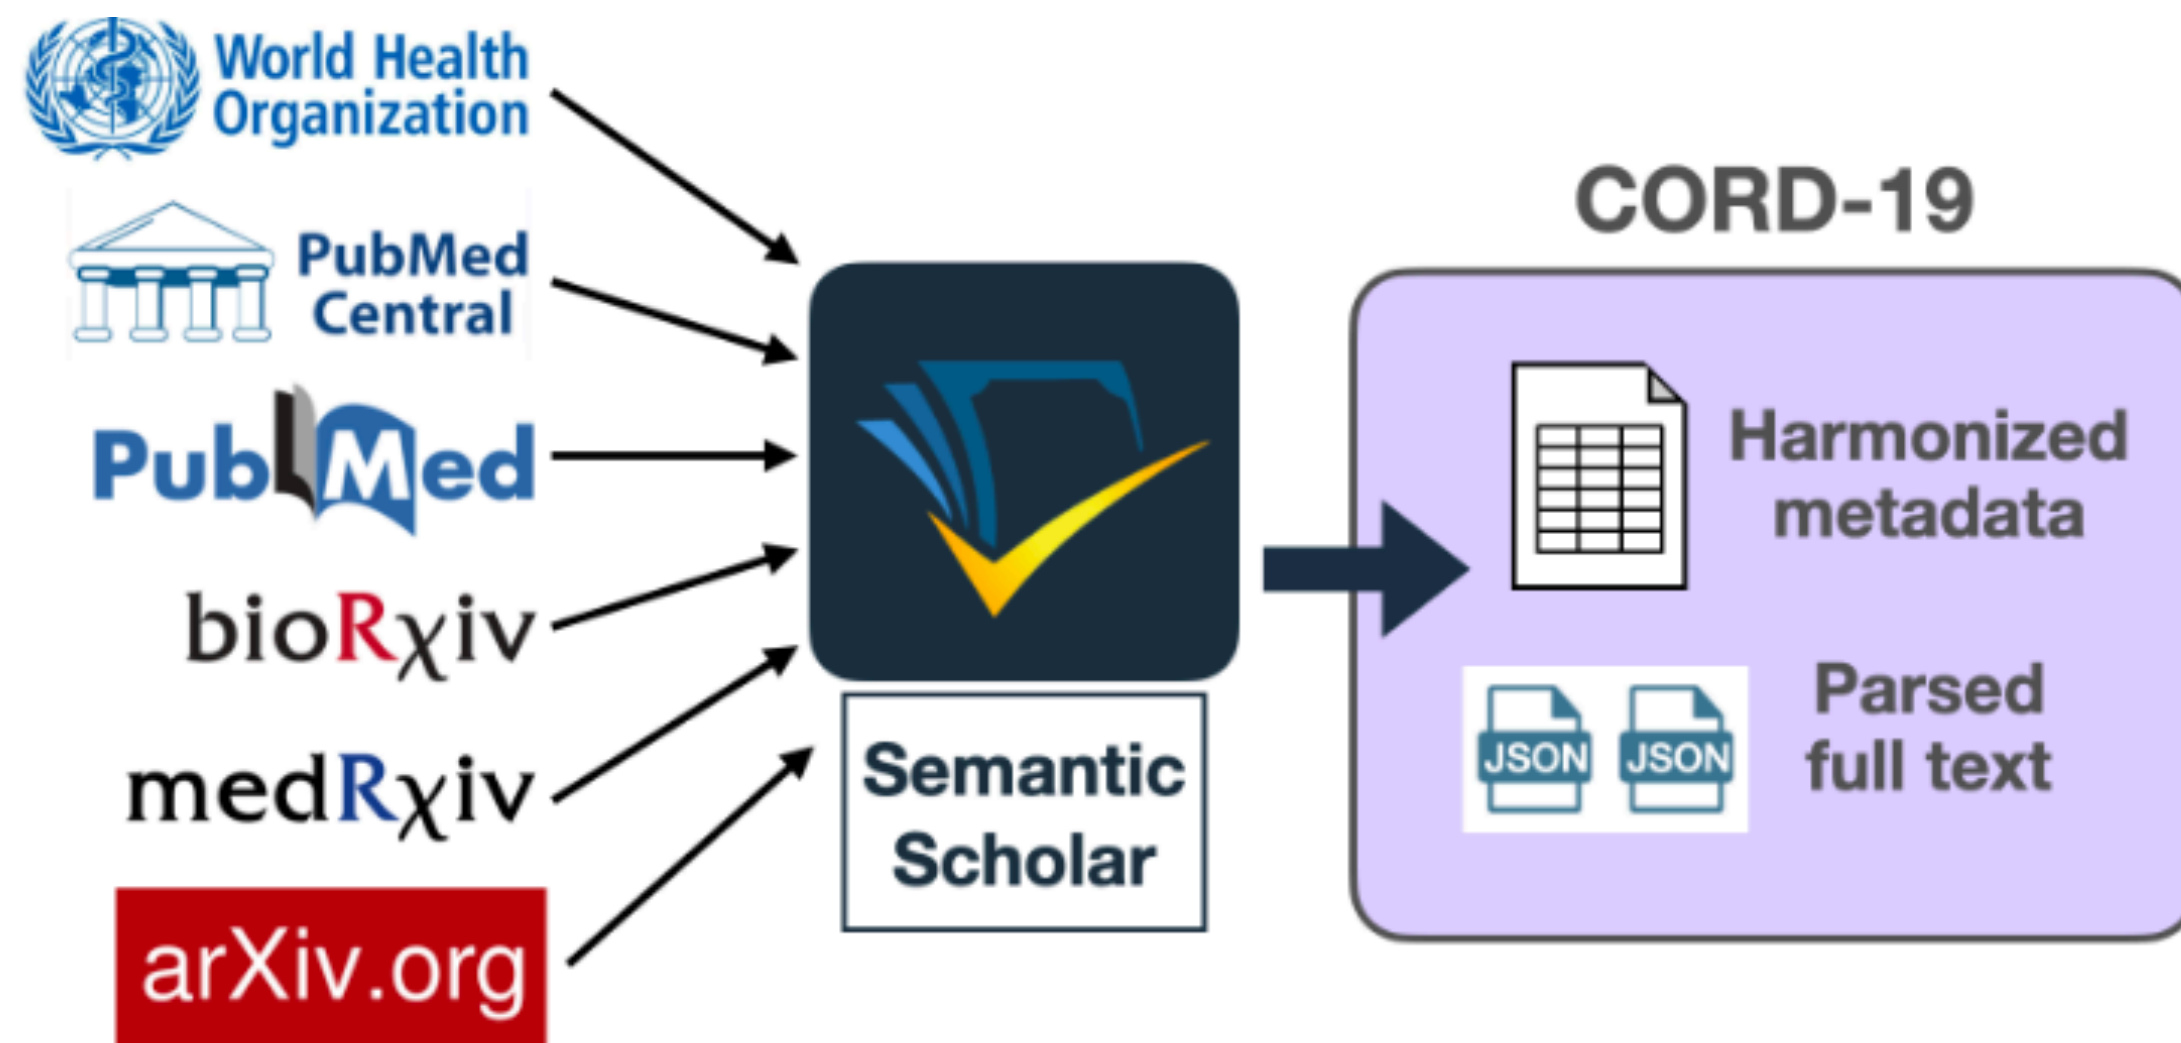 World Health
Organization
PubMed
Central
PubMed
bioRχiv
medRχiv
arXiv.org
Semantic
Scholar
CORD-19
Harmonized
metadata
JSON JSON
Parsed
full text